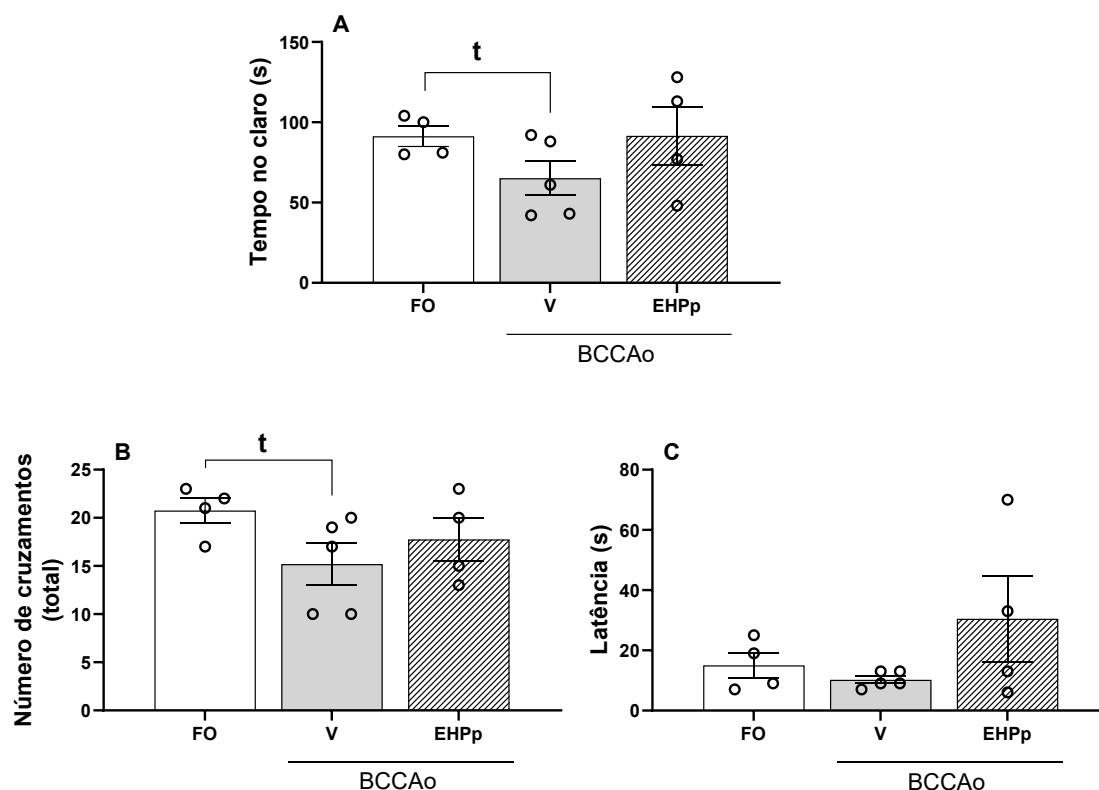 A
t
Tempo no claro (s)
150
100
50
0
FO V EHPp
BCCAo
B
t
Número de cruzamentos
(total)
25
20
15
10
5
0
FO V EHPp
BCCAo
C
Latência (s)
80
60
40
20
0
FO V EHPp
BCCAo